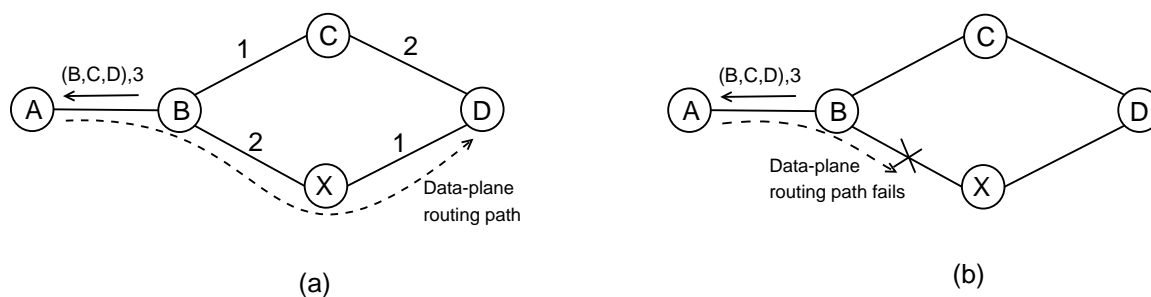 C
1
2
(B,C,D),3
A
B
D
2
1
X
Data-plane
routing path
(a)
C
(B,C,D),3
A
B
D
Data-plane
routing path fails
X
(b)